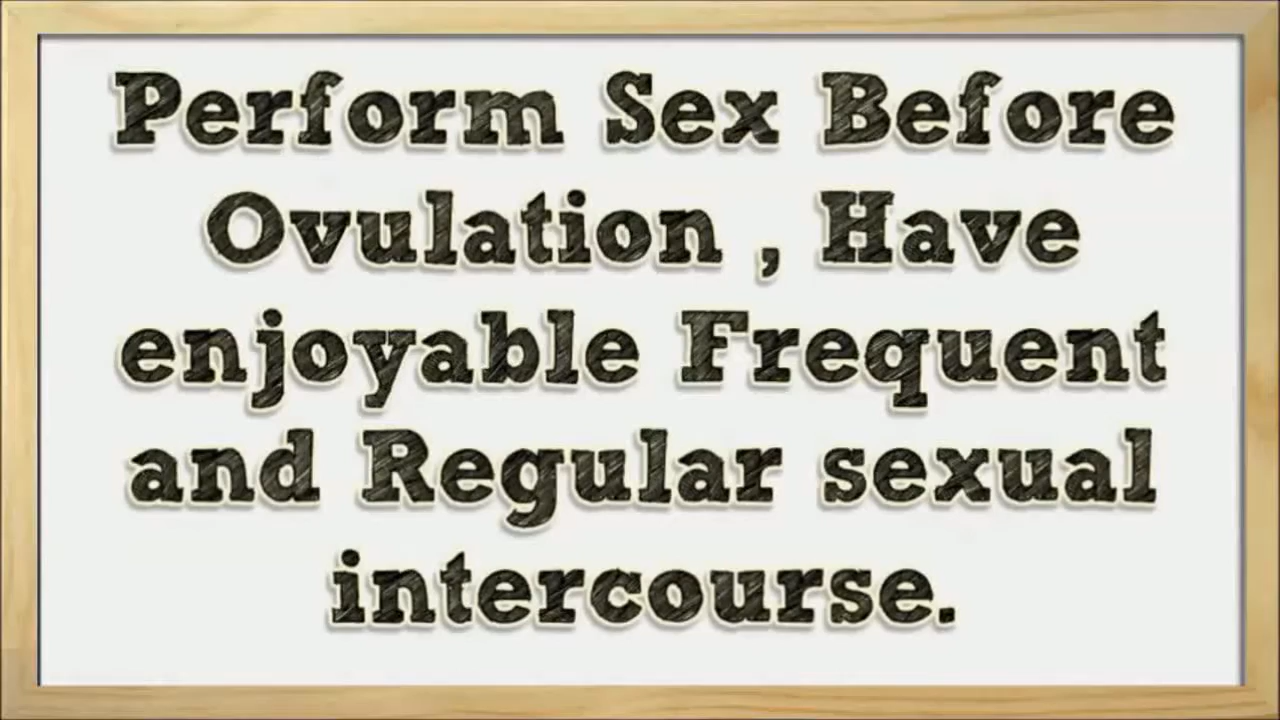 Perform Sex Before
Ovulation , Have
enjoyable Frequent
and Regular sexual
intercourse.